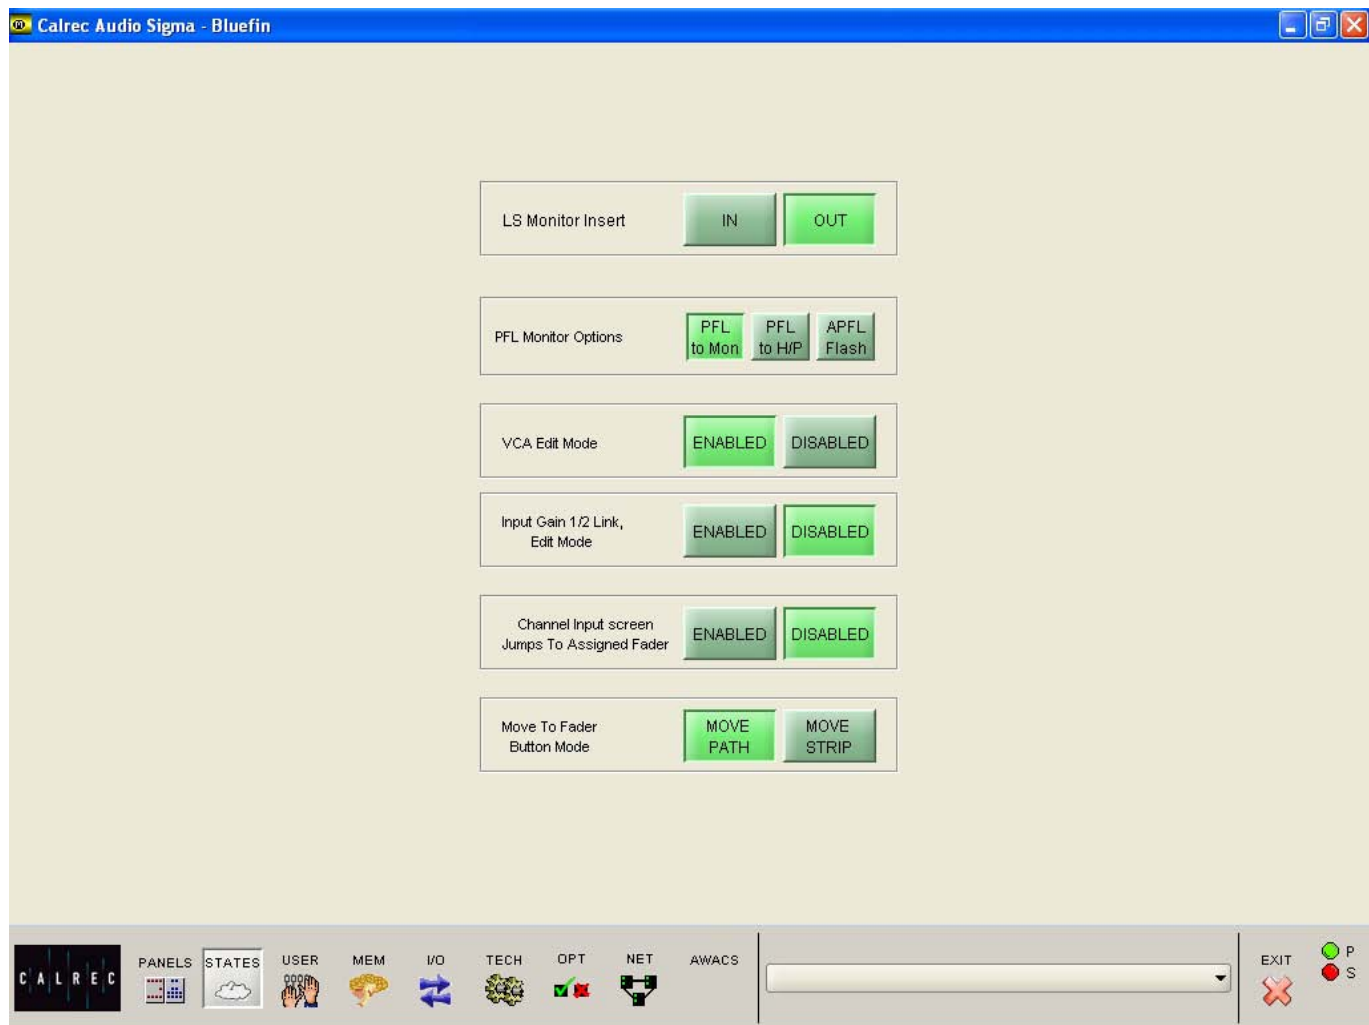 Calrec Audio Sigma - Bluefin
LS Monitor Insert
IN
OUT
PFL Monitor Options
PFL
to Mon
PFL
to H/P
APFL
Flash
VCA Edit Mode
ENABLED
DISABLED
Input Gain 1/2 Link,
Edit Mode
ENABLED
DISABLED
Channel Input screen
Jumps To Assigned Fader
ENABLED
DISABLED
Move To Fader
Button Mode
MOVE
PATH
MOVE
STRIP
CALREC
PANELS
STATES
USER
MEM
I/O
TECH
OPT
NET
AWACS
EXIT
P
S